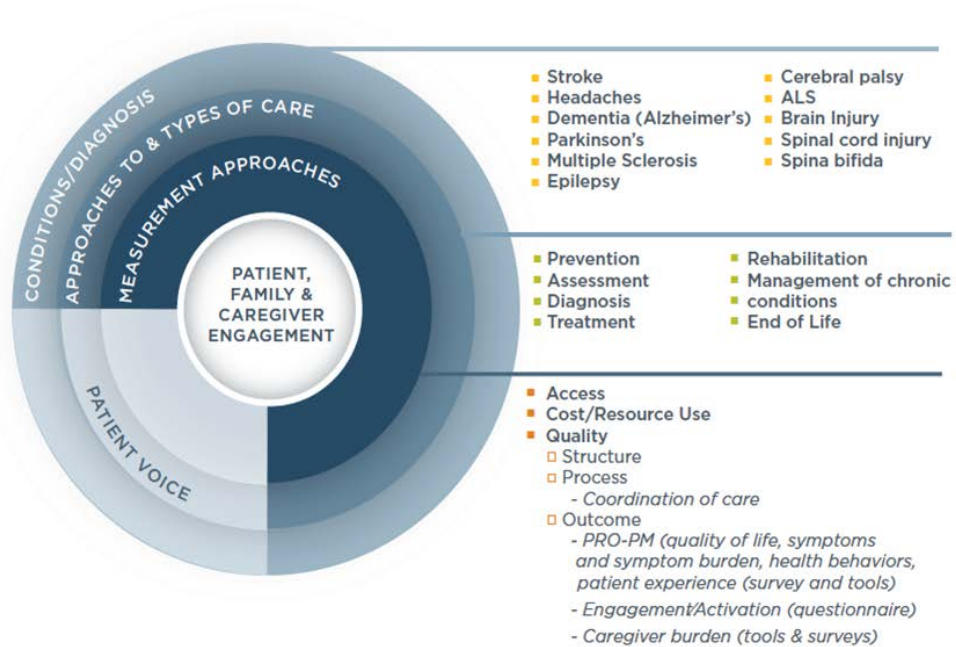 CONDITIONS/DIAGNOSIS
APPROACHES TO & TYPES OF CARE
MEASUREMENT APPROACHES
PATIENT,
FAMILY &
CAREGIVER
ENGAGEMENT
PATIENT VOICE
Stroke
Headaches
Dementia (Alzheimer's)
Parkinson's
Multiple Sclerosis
Epilepsy
Cerebral palsy
ALS
Brain Injury
Spinal cord injury
Spina bifida
Prevention
Assessment
Diagnosis
Treatment
Rehabilitation
Management of chronic
conditions
End of Life
Access
Cost/Resource Use
Quality
Structure
Process
- Coordination of care
Outcome
- PRO-PM (quality of life, symptoms
and symptom burden, health behaviors,
patient experience (survey and tools)
- Engagement/Activation (questionnaire)
- Caregiver burden (tools & surveys)